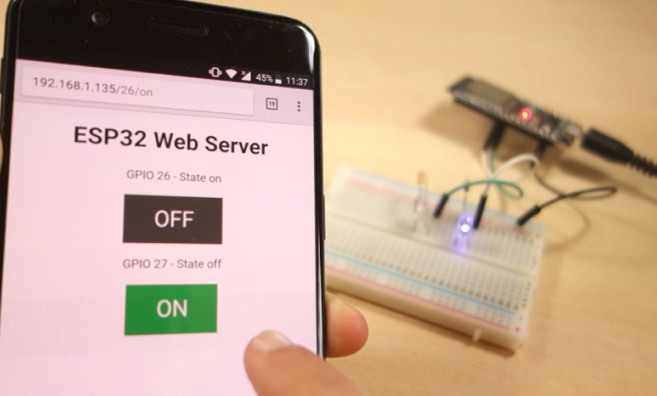 45% 11:37
192.168.1.135/26/on
19
ESP32 Web Server
GPIO 26 - State on
OFF
GPIO 27 - State off
ON